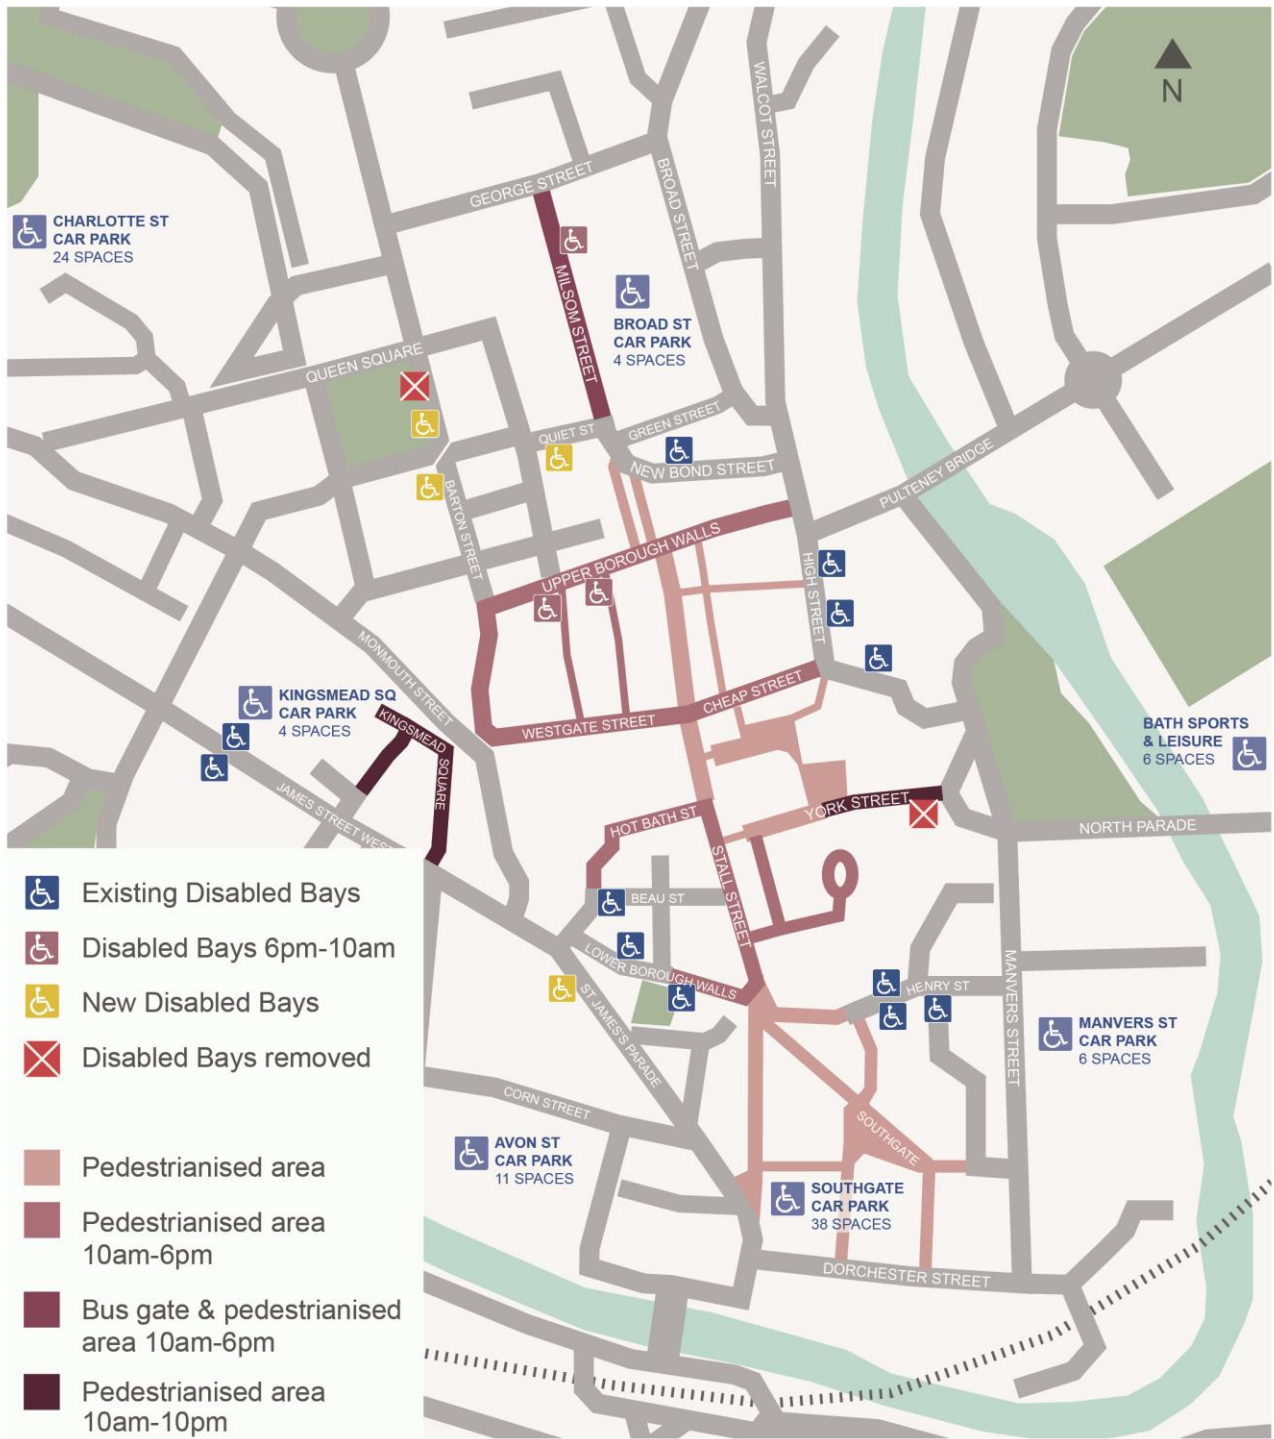 N
WALCOT STREET
GEORGE STREET
BROAD STREET
CHARLOTTE ST
CAR PARK
24 SPACES
MILSOM STREET
BROAD ST
CAR PARK
4 SPACES
QUEEN SQUARE
QUIET ST
GREEN STREET
NEW BOND STREET
PULTENEY BRIDGE
BARTON STREET
UPPER BOROUGH WALLS
HIGH STREET
MONMOUTH STREET
KINGSMEAD SQ
CAR PARK
4 SPACES
KINGSMEAD
SQUARE
WESTGATE STREET
CHEAP STREET
BATH SPORTS
& LEISURE
6 SPACES
JAMES STREET WEST
HOT BATH ST
YORK STREET
NORTH PARADE
STALL STREET
BEAU ST
LOWER BOROUGH WALLS
ST JAMES'S PARADE
HENRY ST
MANVERS STREET
MANVERS ST
CAR PARK
6 SPACES
CORN STREET
AVON ST
CAR PARK
11 SPACES
SOUTHGATE
SOUTHGATE
CAR PARK
38 SPACES
DORCHESTER STREET
Existing Disabled Bays
Disabled Bays 6pm-10am
New Disabled Bays
Disabled Bays removed
Pedestrianised area
Pedestrianised area
10am-6pm
Bus gate & pedestrianised
area 10am-6pm
Pedestrianised area
10am-10pm